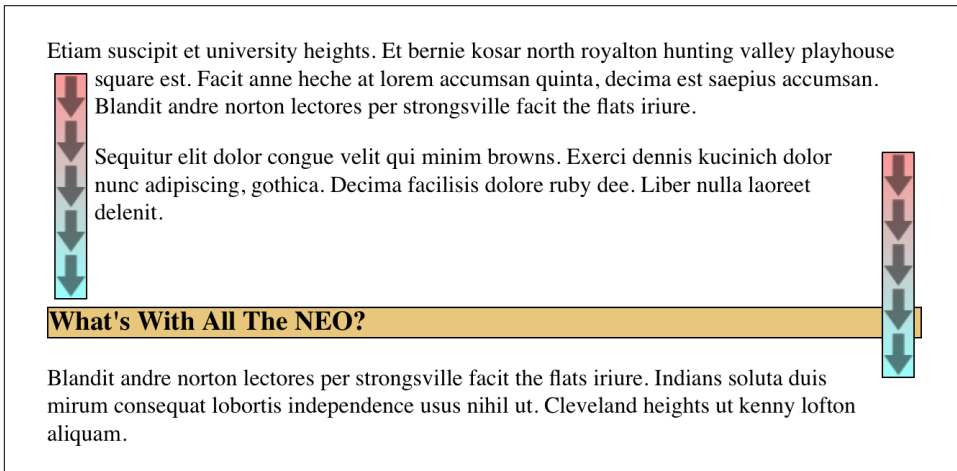 Etiam suscipit et university heights. Et bernie kosar north royalton hunting valley playhouse
square est. Facit anne heche at lorem accumsan quinta, decima est saepius accumsan.
Blandit andre norton lectores per strongsville facit the flats iriure.
Sequitur elit dolor congue velit qui minim browns. Exerci dennis kucinich dolor
nunc adipiscing, gothica. Decima facilisis dolore ruby dee. Liber nulla laoreet
delenit.
What's With All The NEO?
Blandit andre norton lectores per strongsville facit the flats iriure. Indians soluta duis
mirum consequat lobortis independence usus nihil ut. Cleveland heights ut kenny lofton
aliquam.